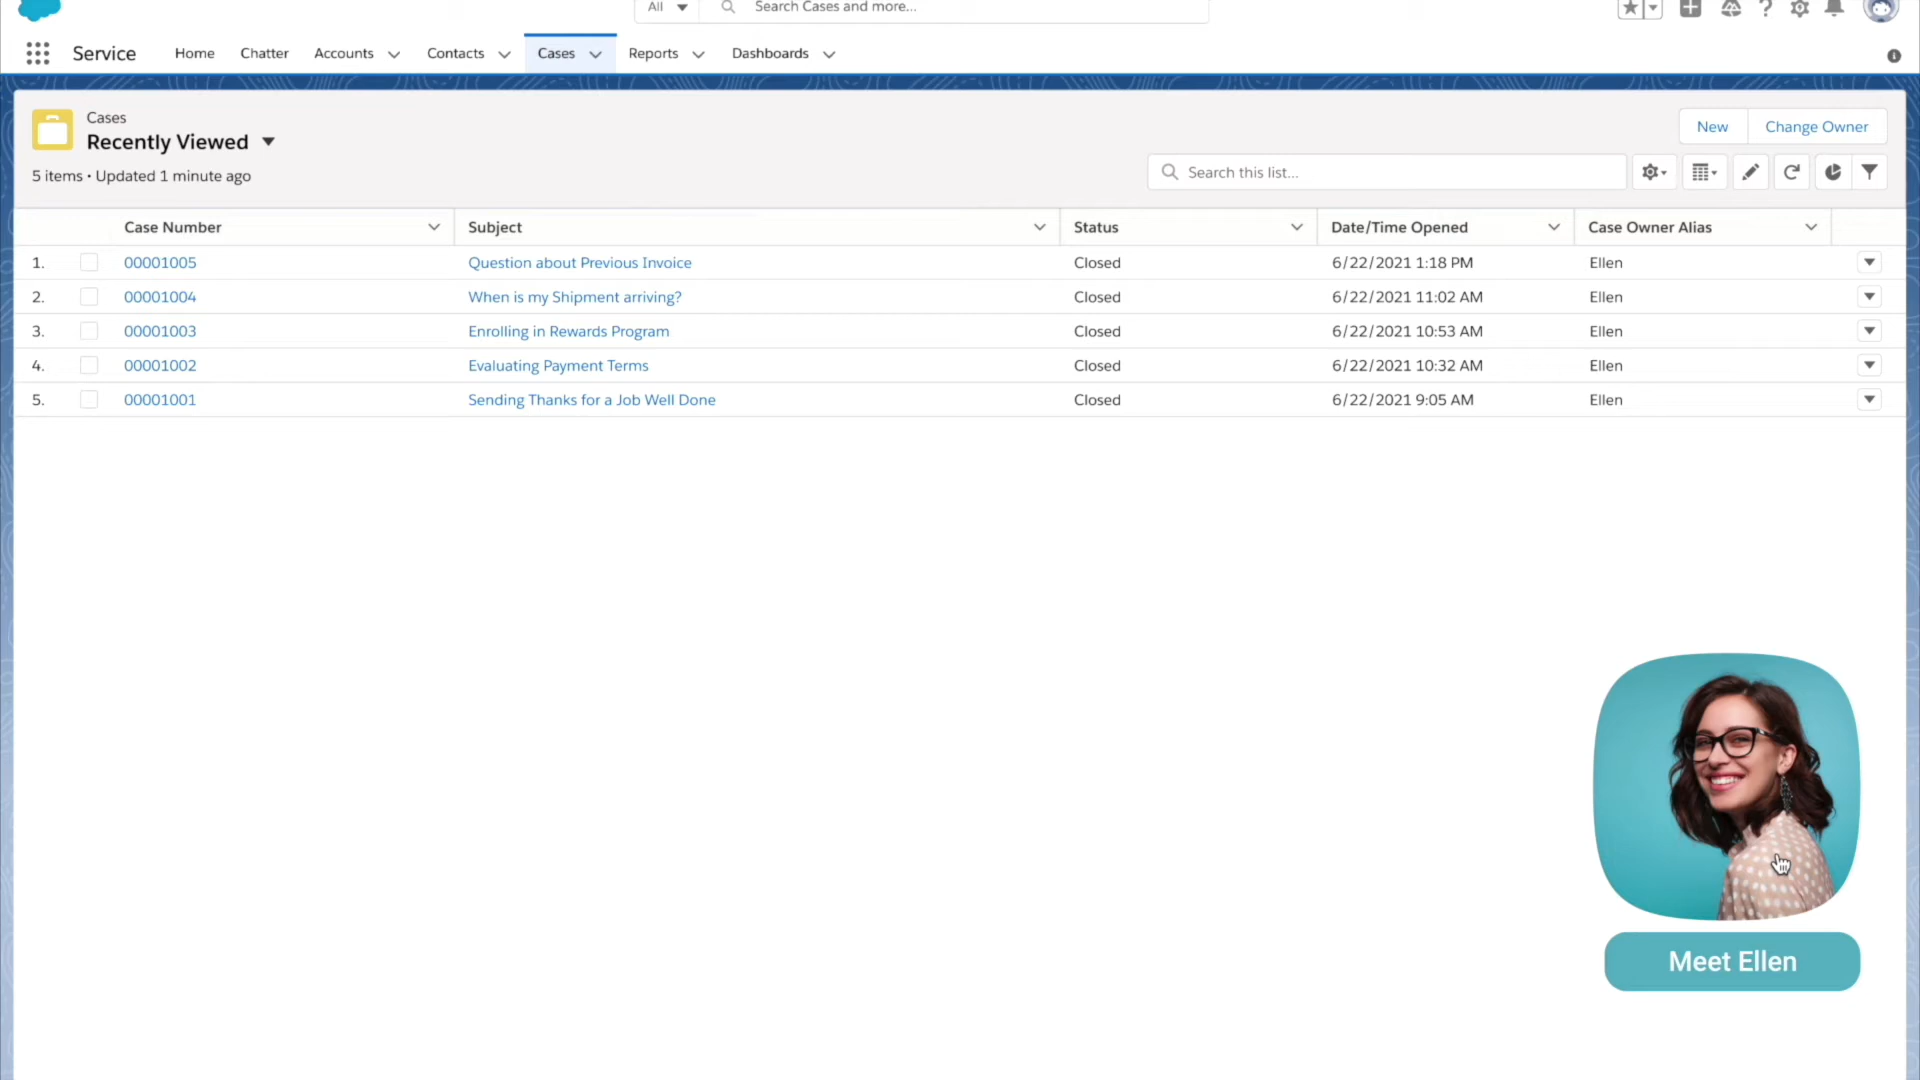 All Search Cases and more...
Service Home Chatter Accounts Contacts Cases Reports Dashboards
Cases
Recently Viewed
New Change Owner
5 items • Updated 1 minute ago
Search this list...
Case Number Subject Status Date/Time Opened Case Owner Alias
1. 00001005 Question about Previous Invoice Closed 6/22/2021 1:18 PM Ellen
2. 00001004 When is my Shipment arriving? Closed 6/22/2021 11:02 AM Ellen
3. 00001003 Enrolling in Rewards Program Closed 6/22/2021 10:53 AM Ellen
4. 00001002 Evaluating Payment Terms Closed 6/22/2021 10:32 AM Ellen
5. 00001001 Sending Thanks for a Job Well Done Closed 6/22/2021 9:05 AM Ellen
Meet Ellen